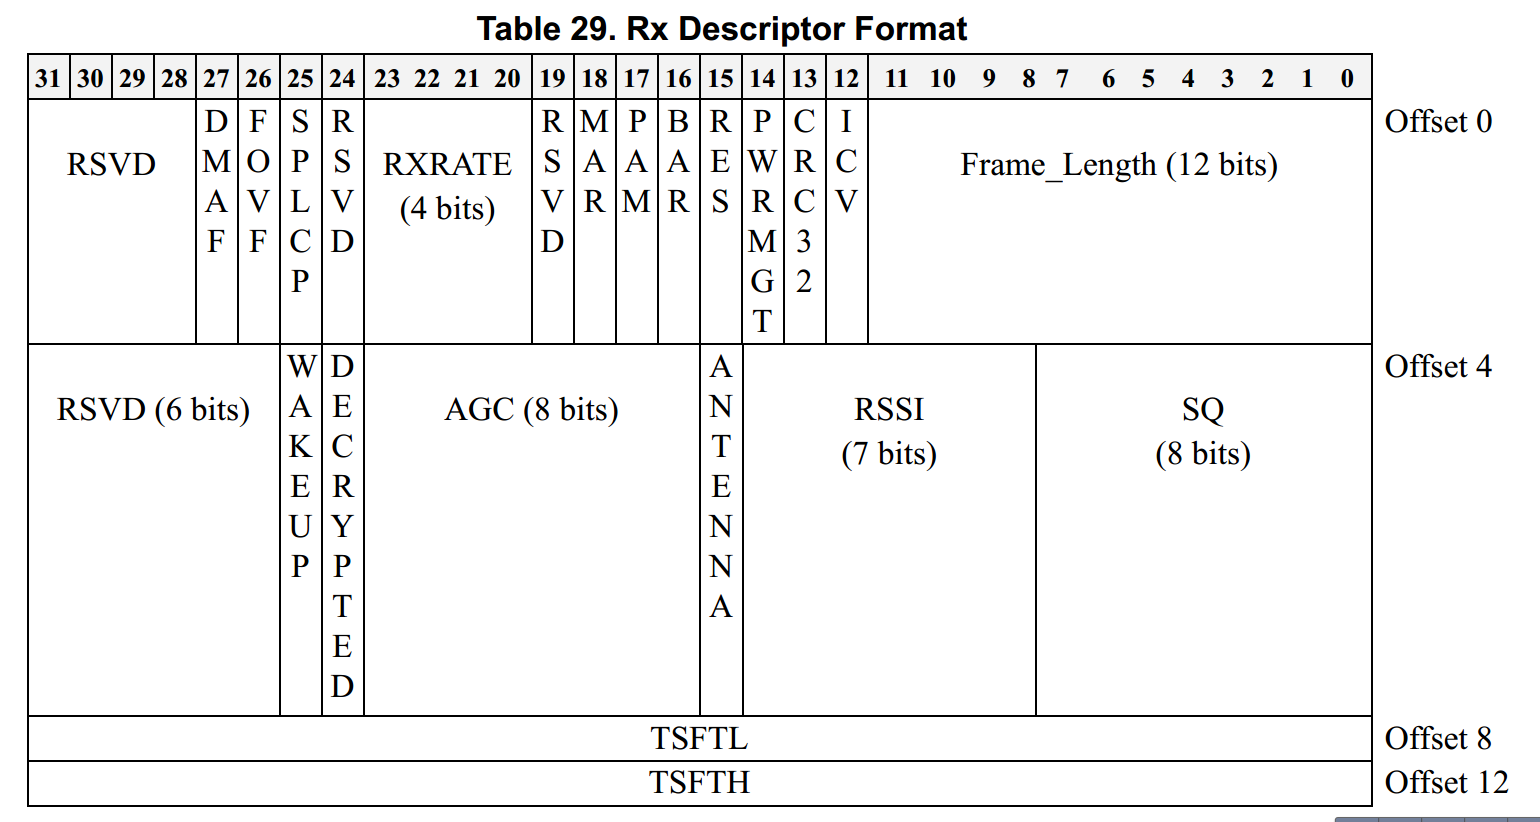 Table 29. Rx Descriptor Format
31 30 29 28 27 26 25 24 23 22 21 20 19 18 17 16 15 14 13 12 11 10 9 8 7 6 5 4 3 2 1 0
RSVD
DMAF
FOVF
SPLCP
RSVD
RXRATE
(4 bits)
RSVD
MAR
PAM
BAR
RES
PWRMGT
CRC32
ICV
Frame_Length (12 bits)
Offset 0
RSVD (6 bits)
WAKEUP
DECRYPTED
AGC (8 bits)
ANTENNA
RSSI
(7 bits)
SQ
(8 bits)
Offset 4
TSFTL
Offset 8
TSFTH
Offset 12